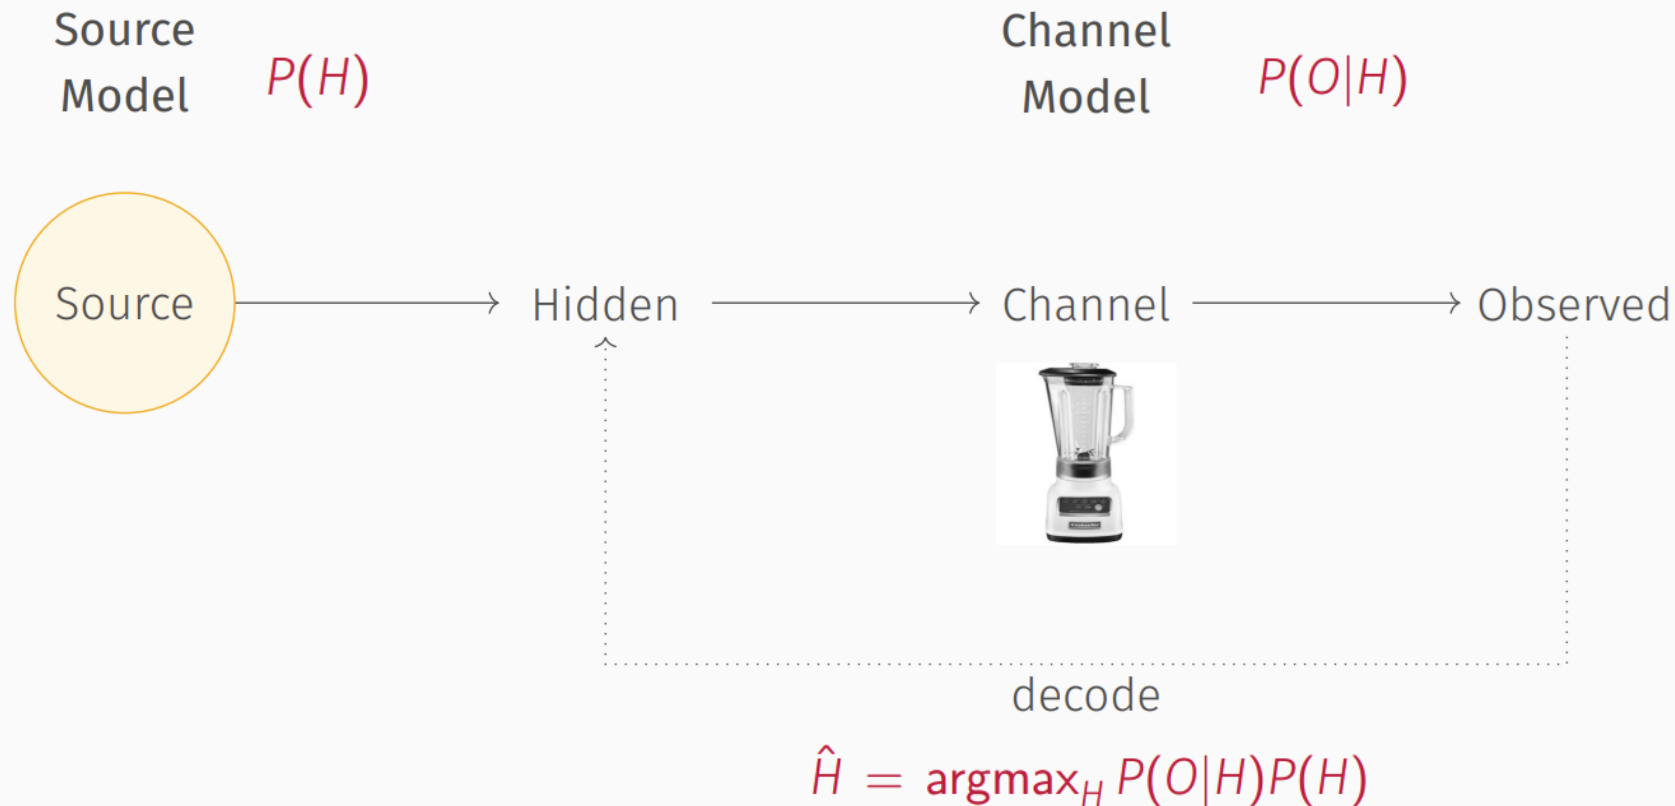 Source
Model
P(H)
Channel
Model
P(O|H)
Source
Hidden
Channel
Observed
decode
Ĥ = argmax_H P(O|H)P(H)